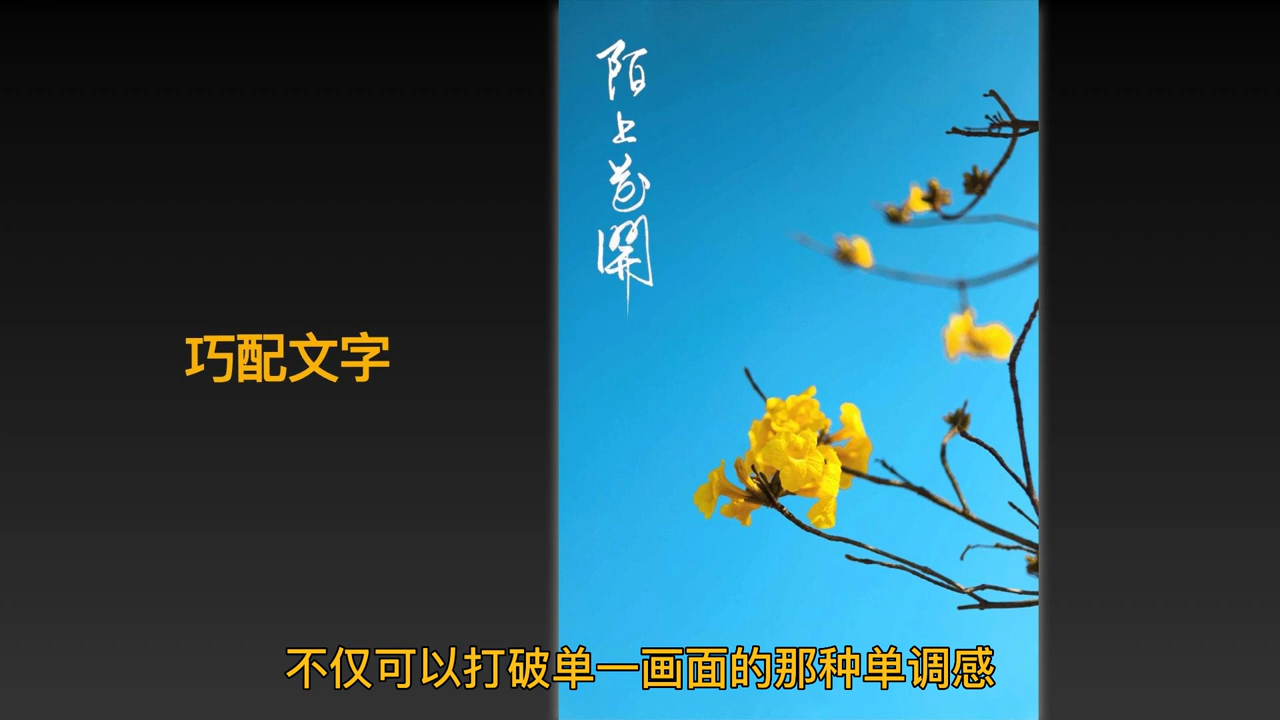 陌上花開
巧配文字
不仅可以打破单一画面的那种单调感